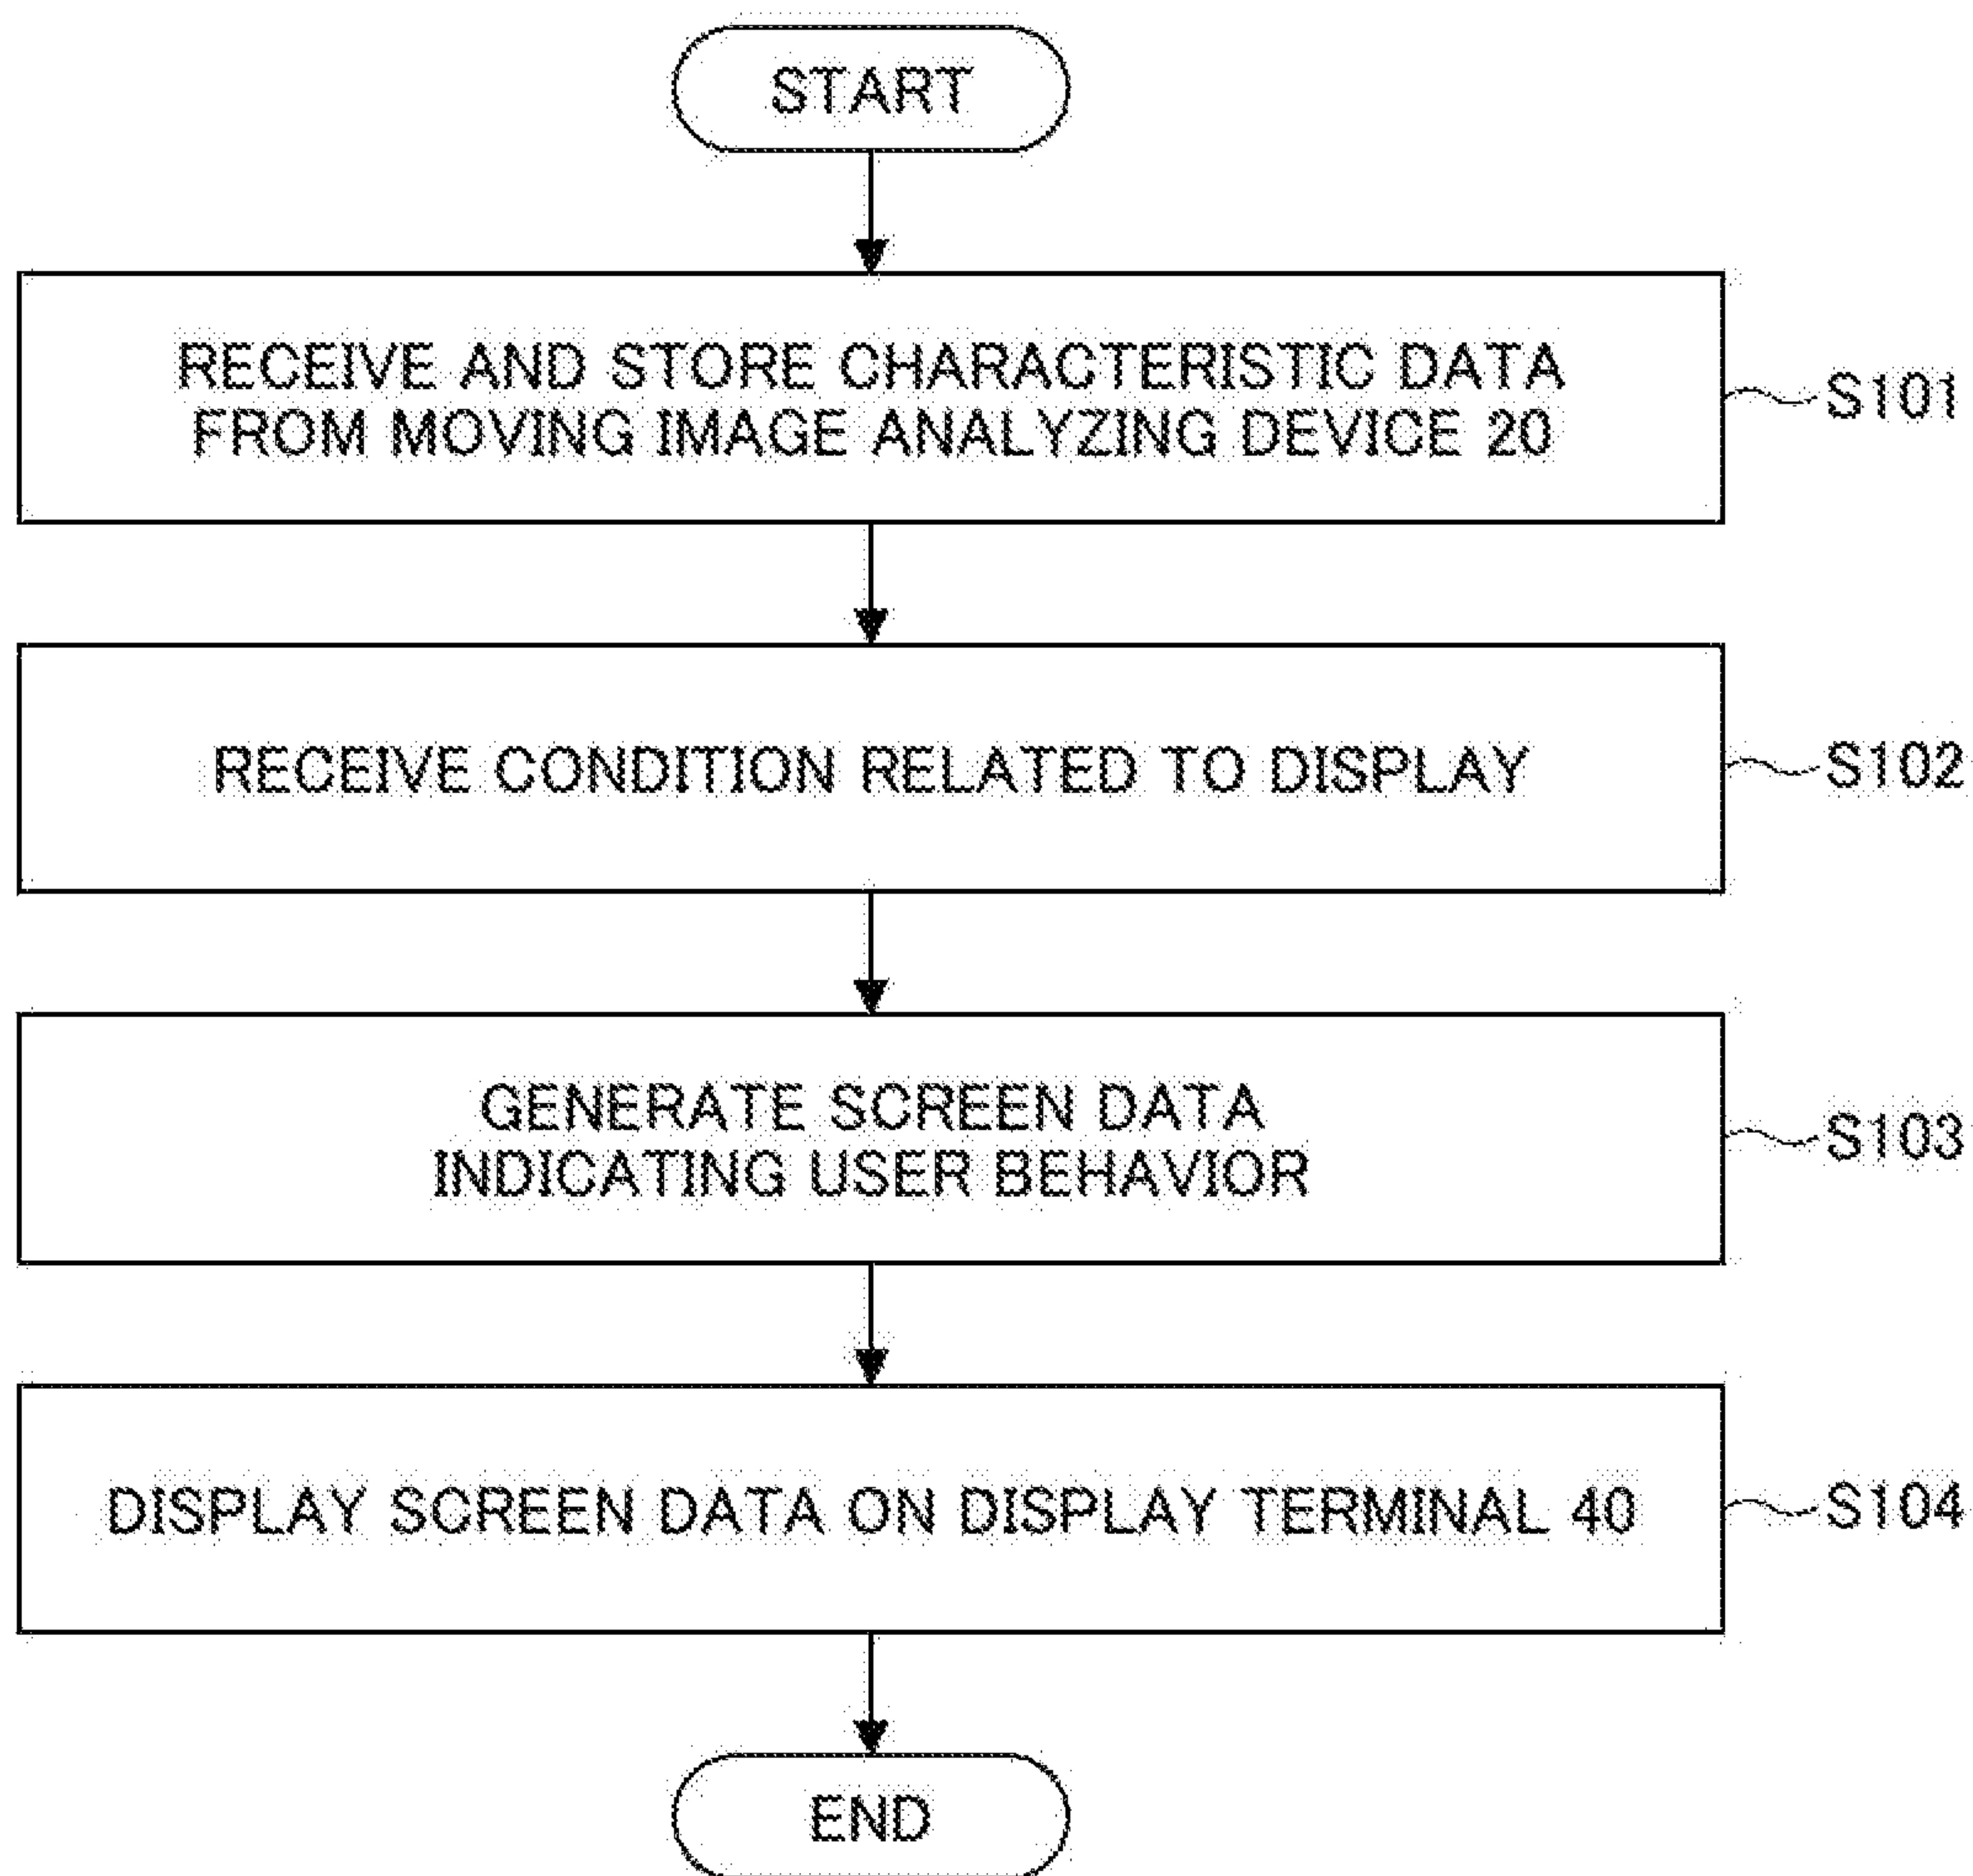 START
RECEIVE AND STORE CHARACTERISTIC DATA
FROM MOVING IMAGE ANALYZING DEVICE 20
S101
RECEIVE CONDITION RELATED TO DISPLAY
S102
GENERATE SCREEN DATA
INDICATING USER BEHAVIOR
S103
DISPLAY SCREEN DATA ON DISPLAY TERMINAL 40
S104
END